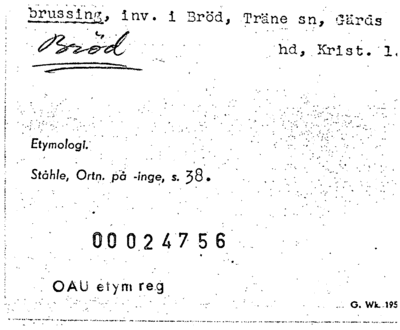 brussing, inv. i Bröd, Träne sn, Gärds
Bröd
hd, Krist. l.
Etymologi.
Ståhle, Ortn. på -inge, s. 38.
00024756
OAU etym reg
G. Wk. 195